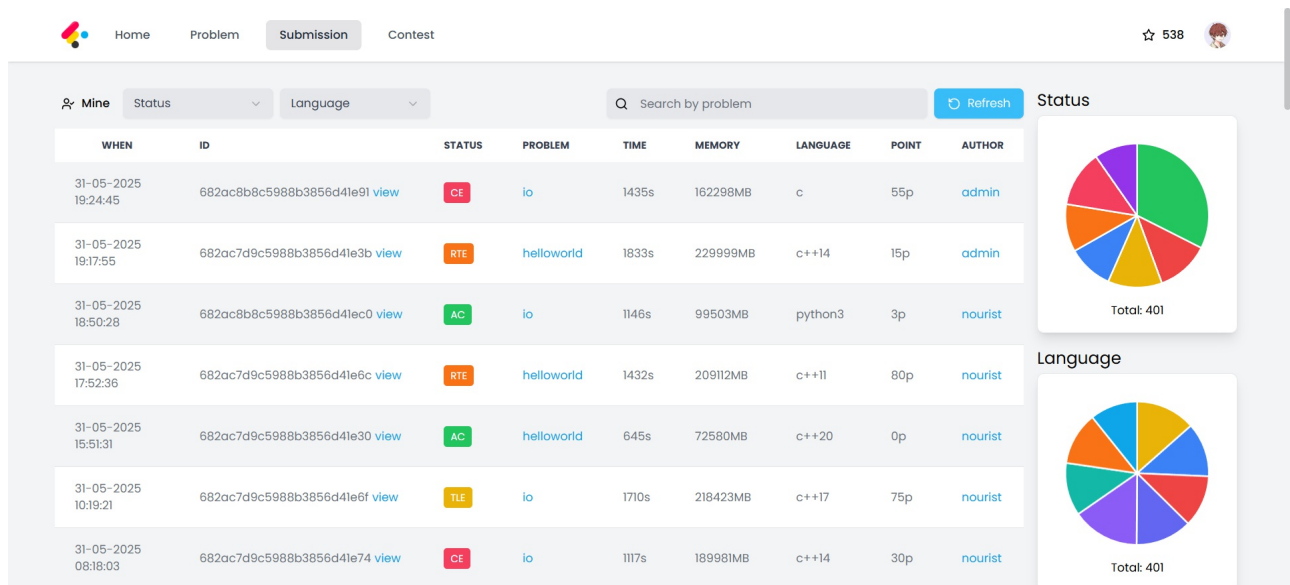 Home Problem Submission Contest 538
Mine Status Language Search by problem Refresh Status
WHEN ID STATUS PROBLEM TIME MEMORY LANGUAGE POINT AUTHOR
31-05-2025
19:24:45 682ac8b8c5988b3856d41e91 view CE io 1435s 162298MB c 55p admin
31-05-2025
19:17:55 682ac7d9c5988b3856d41e3b view RTE helloworld 1833s 229999MB c++14 15p admin
31-05-2025
18:50:28 682ac8b8c5988b3856d41ec0 view AC io 1146s 99503MB python3 3p nourist
Total: 401
Language
31-05-2025
17:52:36 682ac7d9c5988b3856d41e6c view RTE helloworld 1432s 209112MB c++11 80p nourist
31-05-2025
15:51:31 682ac7d9c5988b3856d41e30 view AC helloworld 645s 72580MB c++20 0p nourist
31-05-2025
10:19:21 682ac7d9c5988b3856d41e6f view TLE io 1710s 218423MB c++17 75p nourist
31-05-2025
08:18:03 682ac7d9c5988b3856d41e74 view CE io 1117s 189981MB c++14 30p nourist
Total: 401